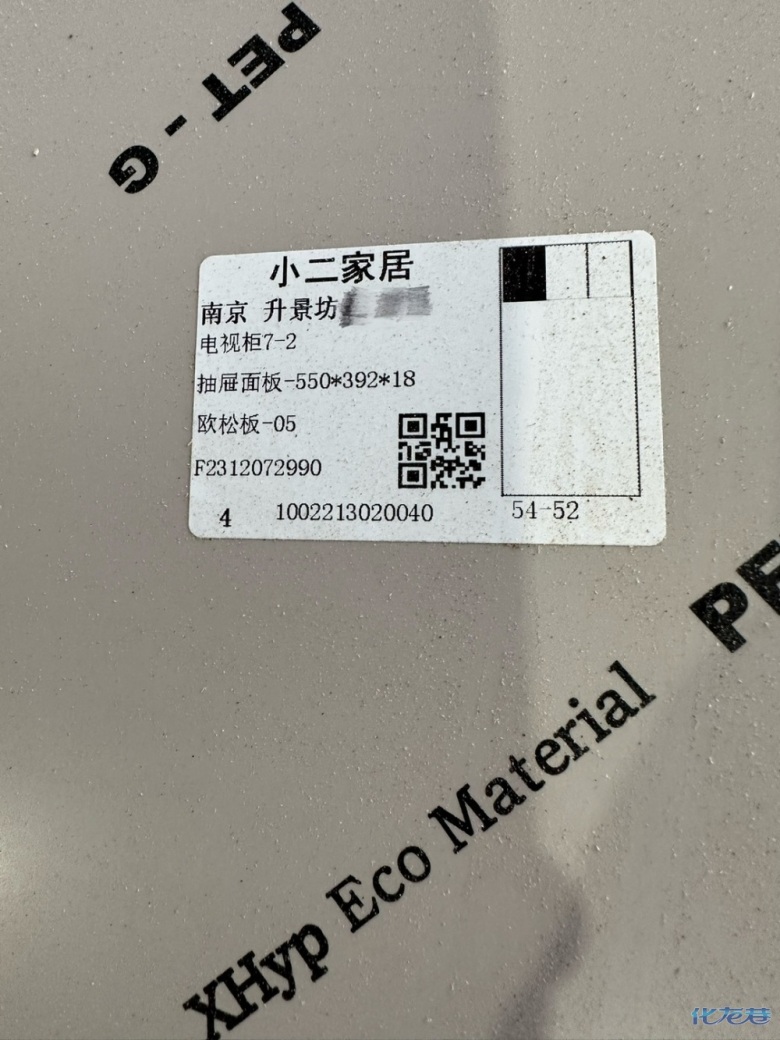 PET - G
小二家居
南京 升景坊
电视柜7-2
抽屉面板-550*392*18
欧松板-05
F2312072990
4 1002213020040 54-52
PE
XHyp Eco Material
化龙巷